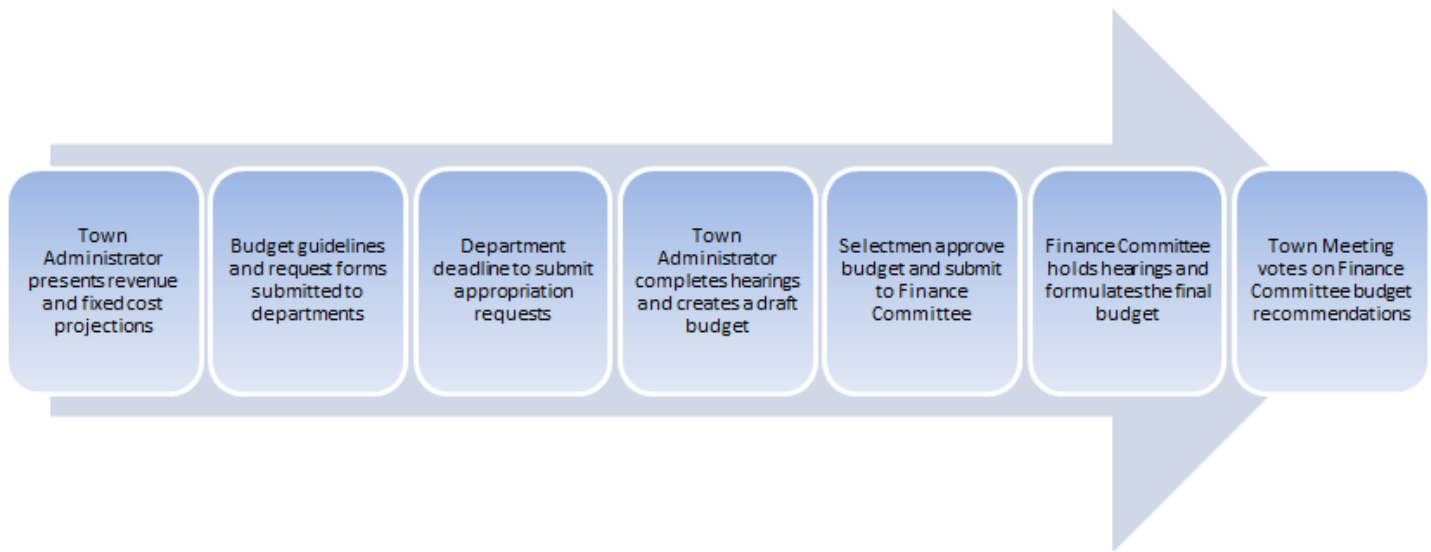 Town
Administrator
presents revenue
and fixed cost
projections
Budget guidelines
and request forms
submitted to
departments
Department
deadline to submit
appropriation
requests
Town
Administrator
completes hearings
and creates a draft
budget
Selectmen approve
budget and submit
to Finance
Committee
Finance Committee
holds hearings and
formulates the final
budget
Town Meeting
votes on Finance
Committee budget
recommendations